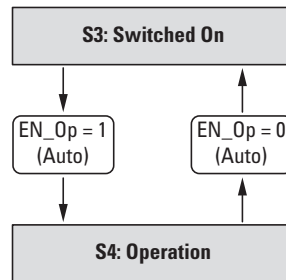 S3: Switched On
EN_Op = 1
(Auto)
EN_Op = 0
(Auto)
S4: Operation